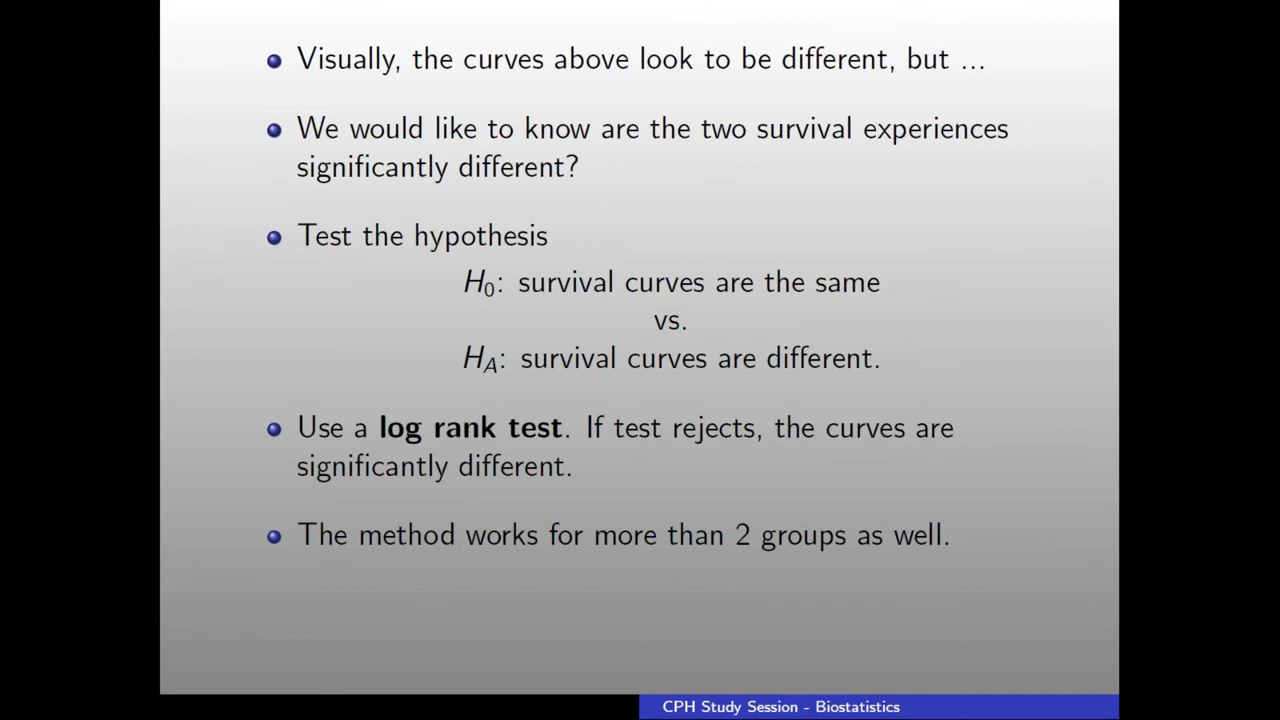 Visually, the curves above look to be different, but ...
We would like to know are the two survival experiences
significantly different?
Test the hypothesis
H0: survival curves are the same
vs.
HA: survival curves are different.
Use a log rank test. If test rejects, the curves are
significantly different.
The method works for more than 2 groups as well.
CPH Study Session - Biostatistics